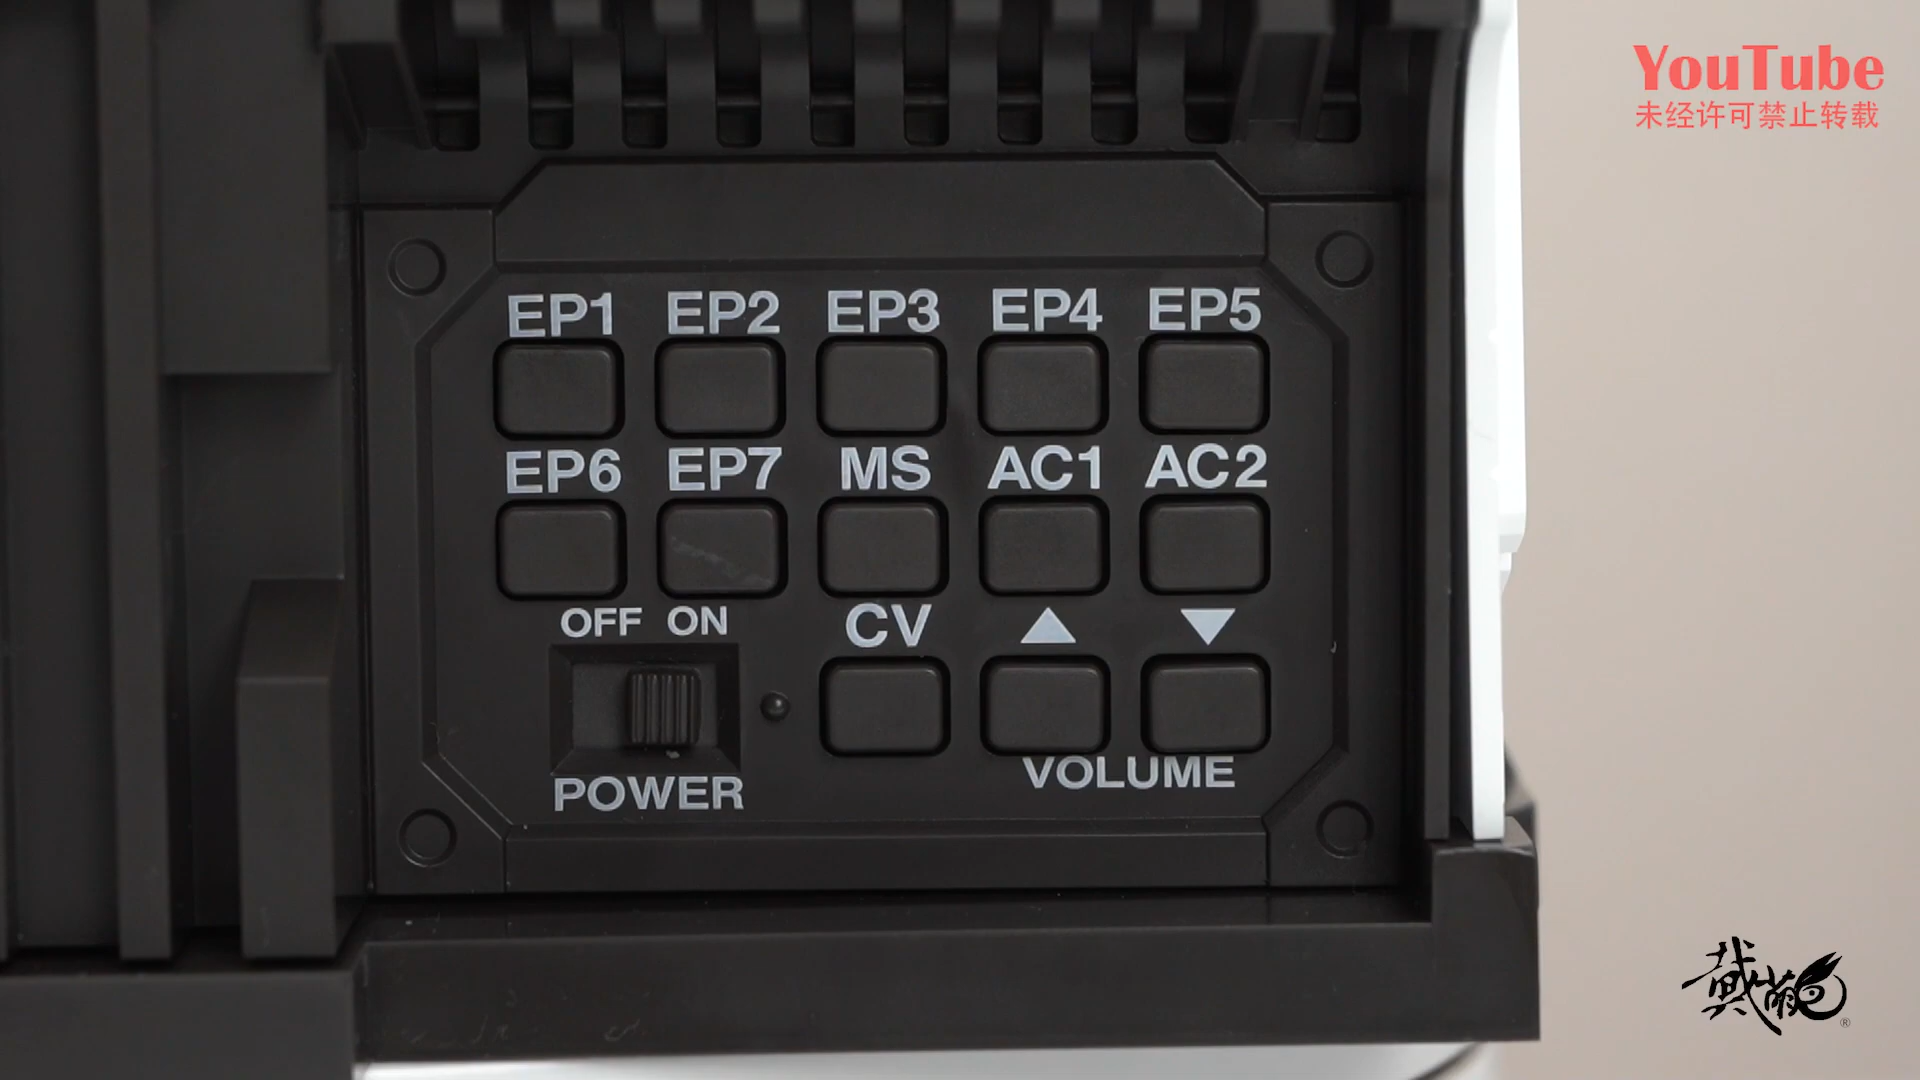 YouTube
未经许可禁止转载
EP1 EP2 EP3 EP4 EP5
EP6 EP7 MS AC1 AC2
OFF ON CV ▲ ▼
POWER VOLUME
®